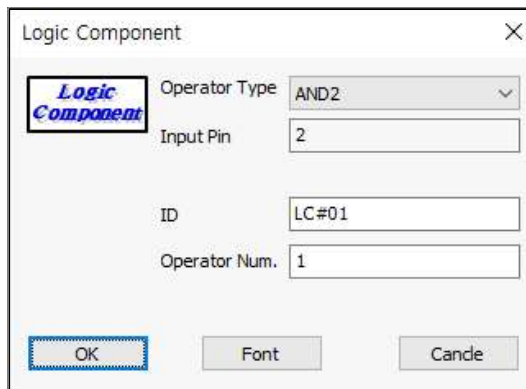 Logic Component
Logic
Component
Operator Type AND2
Input Pin 2
ID LC#01
Operator Num. 1
OK Font Cancle